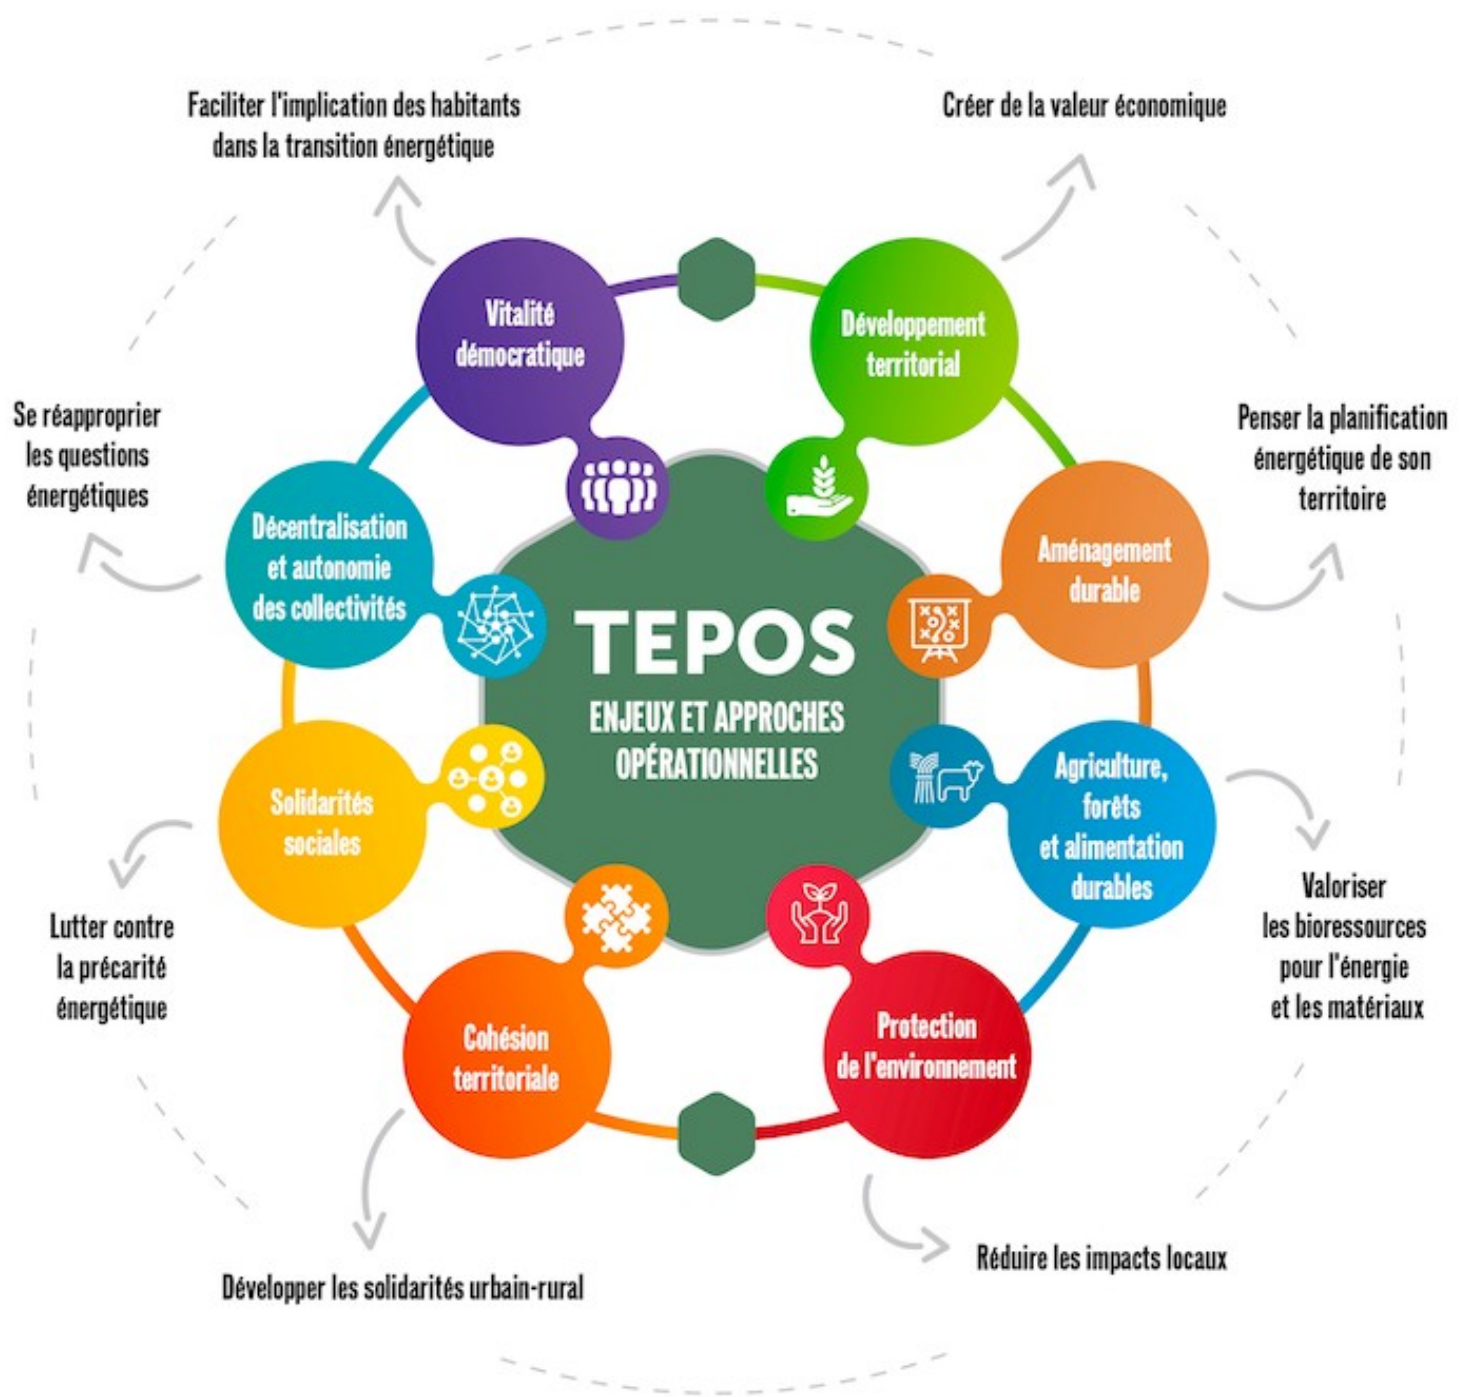 Faciliter l'implication des habitants
dans la transition énergétique
Créer de la valeur économique
Vitalité
démocratique
Développement
territorial
Se réapproprier
les questions
énergétiques
Penser la planification
énergétique de son
territoire
Décentralisation
et autonomie
des collectivités
Aménagement
durable
TEPOS
ENJEUX ET APPROCHES
OPÉRATIONNELLES
Solidarités
sociales
Agriculture,
forêts
et alimentation
durables
Lutter contre
la précarité
énergétique
Valoriser
les bioressources
pour l'énergie
et les matériaux
Cohésion
territoriale
Protection
de l'environnement
Développer les solidarités urbain-rural
Réduire les impacts locaux